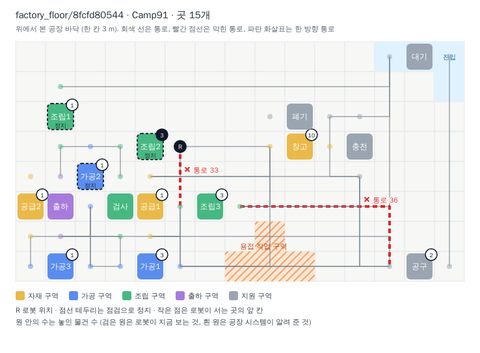 factory_floor/8fcfd80544 · Camp91 · 곳 15개
위에서 본 공장 바닥 (한 칸 3 m). 회색 선은 통로, 빨간 점선은 막힌 통로, 파란 화살표는 한 방향 통로
대기
진입
조립1
정지
1
폐기
조립2
정지
3
R
창고
10
충전
✕ 통로 33
가공2
정지
1
✕ 통로 36
공급2
1
출하
검사
공급1
1
조립3
3
용접 작업 구역
가공3
1
가공1
3
공구
2
자재 구역
가공 구역
조립 구역
출하 구역
지원 구역
R 로봇 위치 · 점선 테두리는 점검으로 정지 · 작은 점은 로봇이 서는 곳의 앞 칸
원 안의 수는 놓인 물건 수 (검은 원은 로봇이 지금 보는 것, 흰 원은 공장 시스템이 알려 준 것)